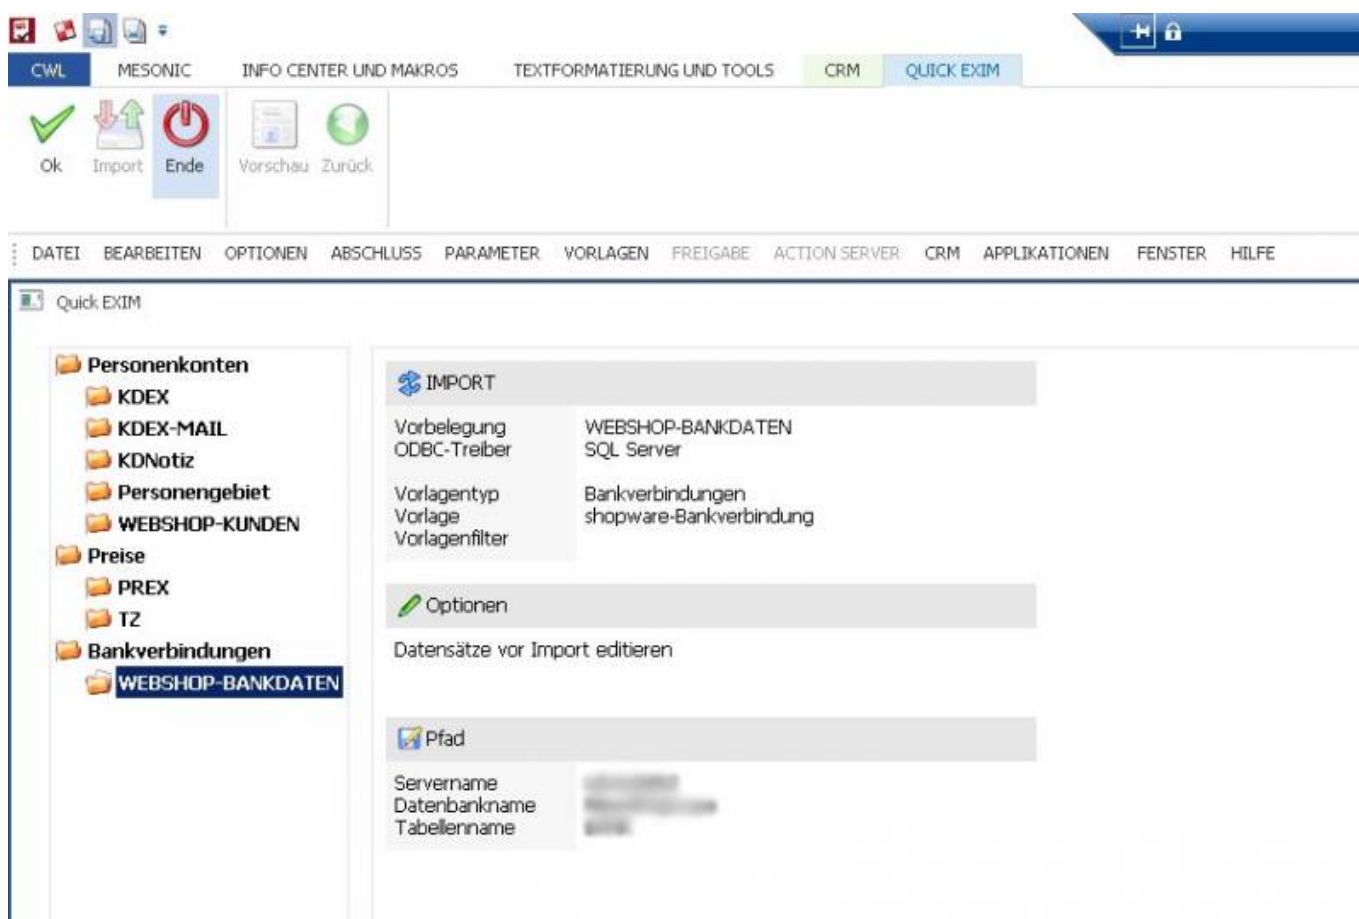 CWL MESONIC INFO CENTER UND MAKROS TEXTFORMATIERUNG UND TOOLS CRM QUICK EXIM
Ok Import Ende Vorschau Zurück
DATEI BEARBEITEN OPTIONEN ABSCHLUSS PARAMETER VORLAGEN FREIGABE ACTION SERVER CRM APPLIKATIONEN FENSTER HILFE
Quick EXIM
Personenkonten
KDEX
KDEX-MAIL
KDNotiz
Personengebiet
WEBSHOP-KUNDEN
Preise
PREX
TZ
Bankverbindungen
WEBSHOP-BANKDATEN
IMPORT
Vorbelegung WEBSHOP-BANKDATEN
ODBC-Treiber SQL Server
Vorlagentyp Bankverbindungen
Vorlage shopware-Bankverbindung
Vorlagenfilter
Optionen
Datensätze vor Import editieren
Pfad
Servername
Datenbankname
Tabellenname